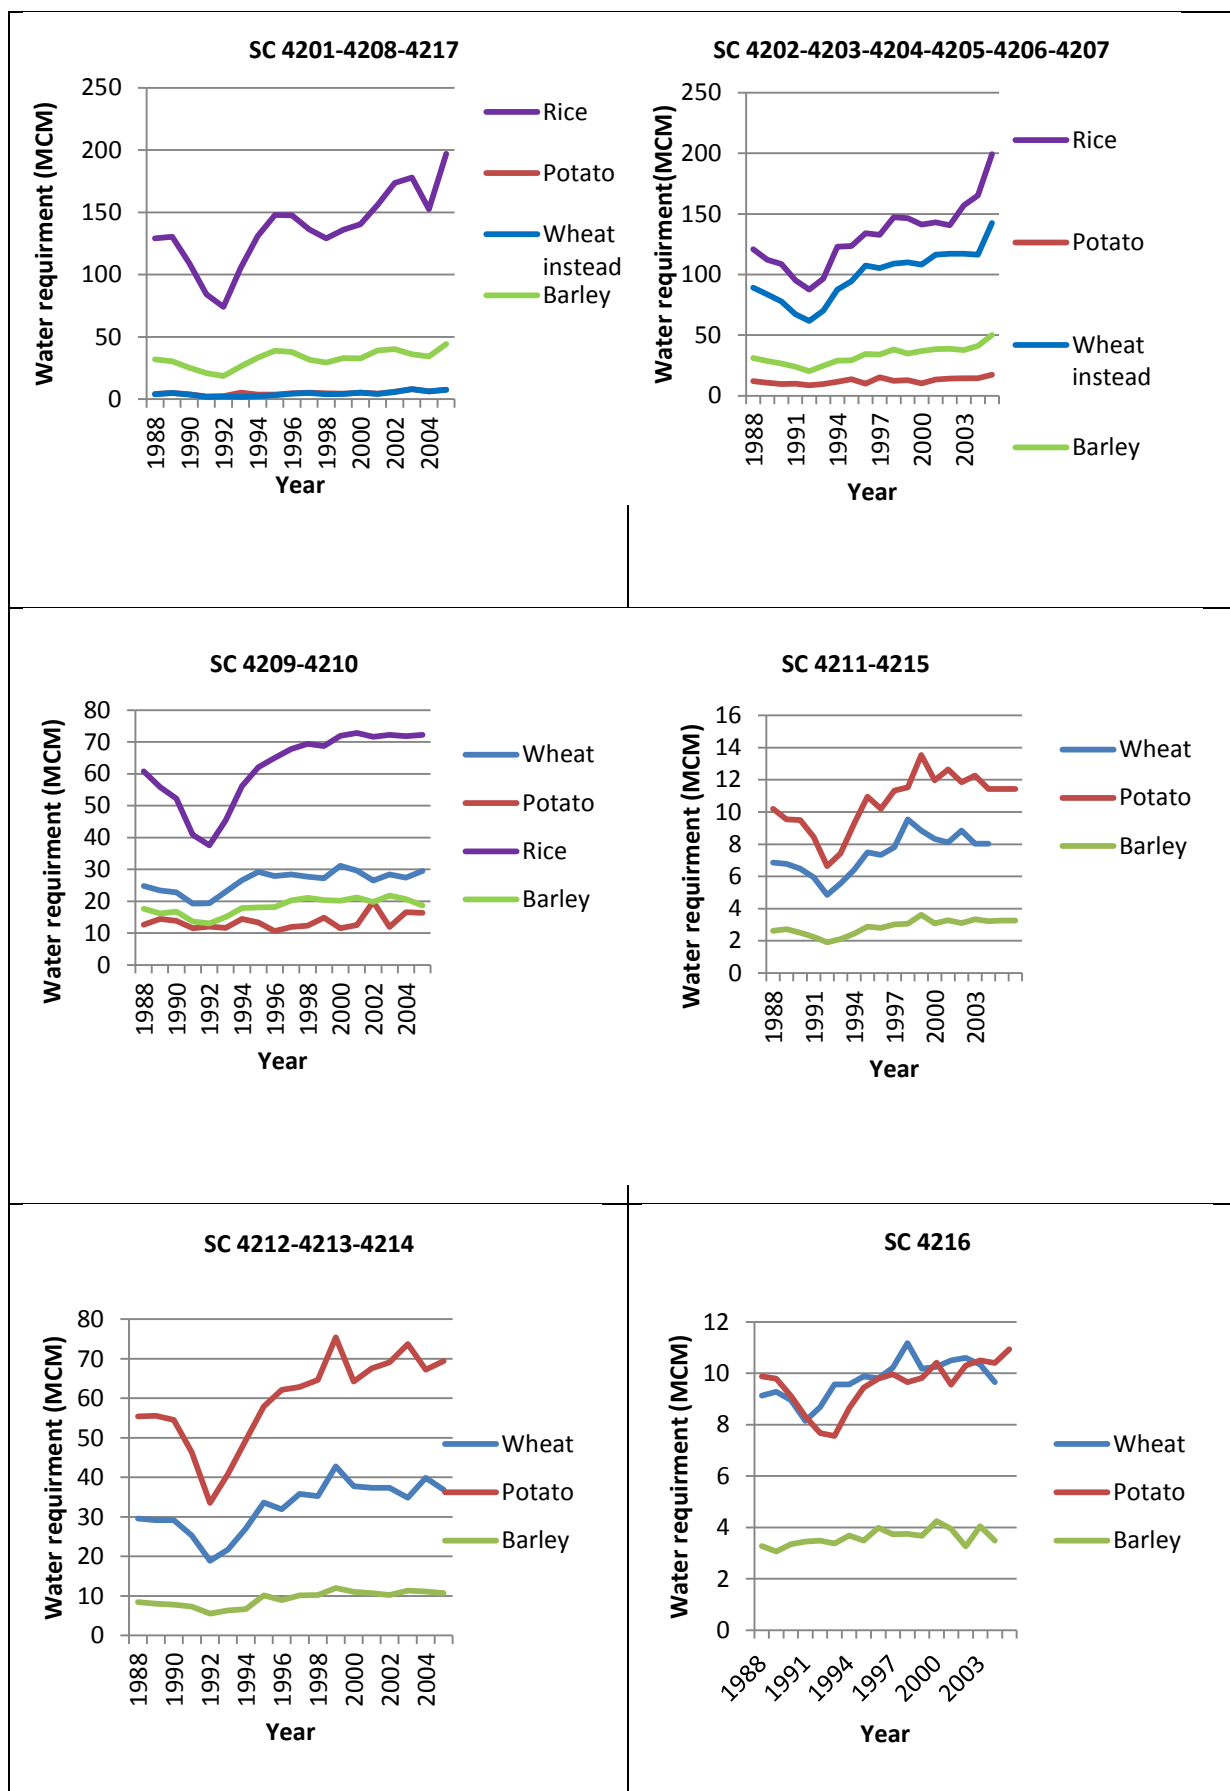 SC 4201-4208-4217
Water requirment (MCM)
250
200
150
100
50
0
1988
1990
1992
1994
1996
1998
2000
2002
2004
Year
Rice
Potato
Wheat
instead
Barley
SC 4202-4203-4204-4205-4206-4207
Water requirment(MCM)
250
200
150
100
50
0
1988
1991
1994
1997
2000
2003
Year
Rice
Potato
Wheat
instead
Barley
SC 4209-4210
Water requirment (MCM)
80
70
60
50
40
30
20
10
0
1988
1990
1992
1994
1996
1998
2000
2002
2004
Year
Wheat
Potato
Rice
Barley
SC 4211-4215
Water requirment (MCM)
16
14
12
10
8
6
4
2
0
1988
1991
1994
1997
2000
2003
Year
Wheat
Potato
Barley
SC 4212-4213-4214
Water requirment (MCM)
80
70
60
50
40
30
20
10
0
1988
1990
1992
1994
1996
1998
2000
2002
2004
Year
Wheat
Potato
Barley
SC 4216
Water requirment (MCM)
12
10
8
6
4
2
0
1988
1991
1994
1997
2000
2003
Year
Wheat
Potato
Barley